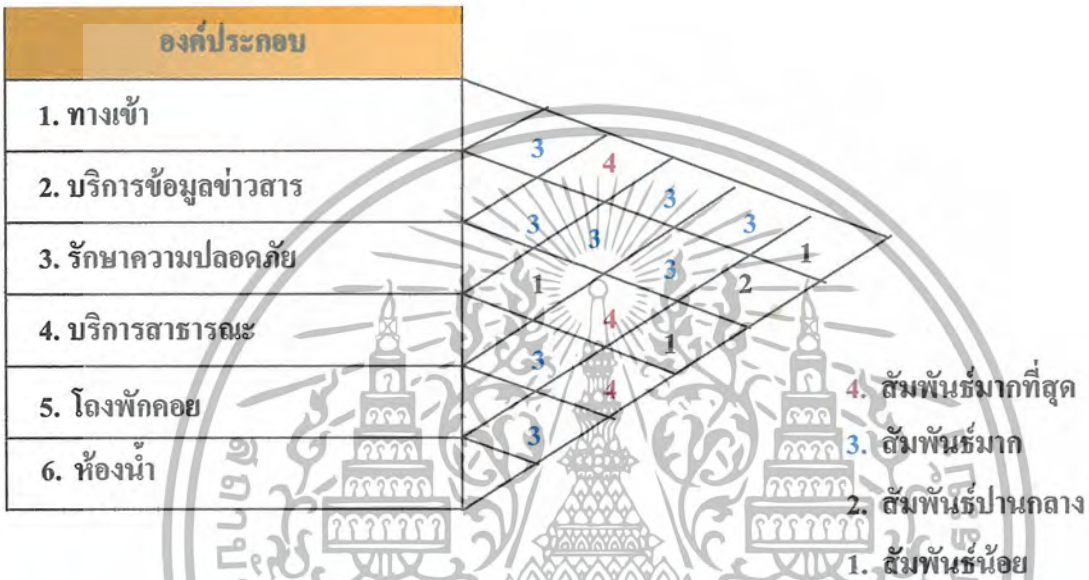 องค์ประกอบ
1. ทางเข้า
2. บริการข้อมูลข่าวสาร
3. รักษาความปลอดภัย
4. บริการสาธารณะ
5. โถงพักคอย
6. ห้องน้ำ
3
4
3
3
1
3
3
3
2
1
4
1
3
4
3
4. สัมพันธ์มากที่สุด
3. สัมพันธ์มาก
2. สัมพันธ์ปานกลาง
1. สัมพันธ์น้อย